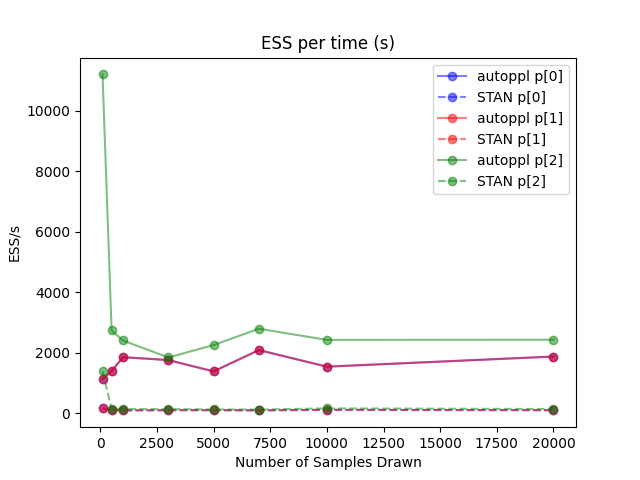 ESS per time (s)
autoppl p[0]
STAN p[0]
autoppl p[1]
STAN p[1]
autoppl p[2]
STAN p[2]
ESS/s
10000
8000
6000
4000
2000
0
0 2500 5000 7500 10000 12500 15000 17500 20000
Number of Samples Drawn